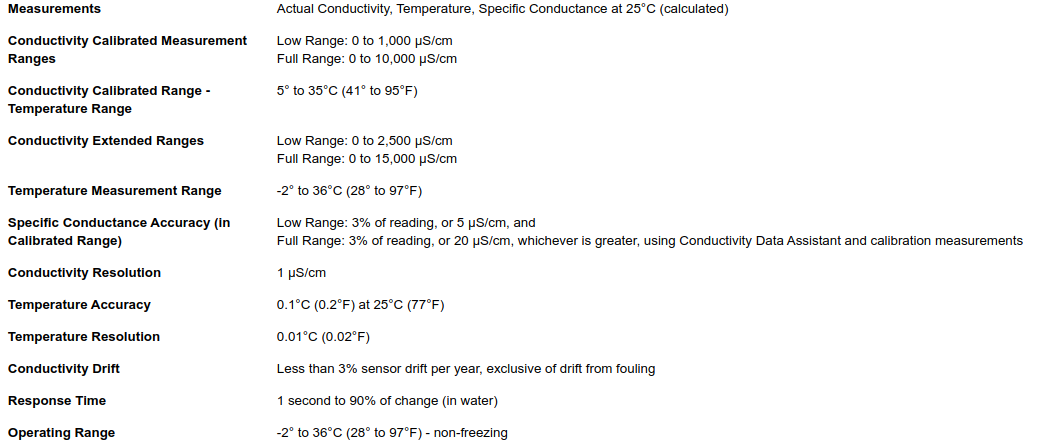 Measurements Actual Conductivity, Temperature, Specific Conductance at 25°C (calculated)
Conductivity Calibrated Measurement Ranges Low Range: 0 to 1,000 µS/cm
Full Range: 0 to 10,000 µS/cm
Conductivity Calibrated Range - Temperature Range 5° to 35°C (41° to 95°F)
Conductivity Extended Ranges Low Range: 0 to 2,500 µS/cm
Full Range: 0 to 15,000 µS/cm
Temperature Measurement Range -2° to 36°C (28° to 97°F)
Specific Conductance Accuracy (in Calibrated Range) Low Range: 3% of reading, or 5 µS/cm, and
Full Range: 3% of reading, or 20 µS/cm, whichever is greater, using Conductivity Data Assistant and calibration measurements
Conductivity Resolution 1 µS/cm
Temperature Accuracy 0.1°C (0.2°F) at 25°C (77°F)
Temperature Resolution 0.01°C (0.02°F)
Conductivity Drift Less than 3% sensor drift per year, exclusive of drift from fouling
Response Time 1 second to 90% of change (in water)
Operating Range -2° to 36°C (28° to 97°F) - non-freezing